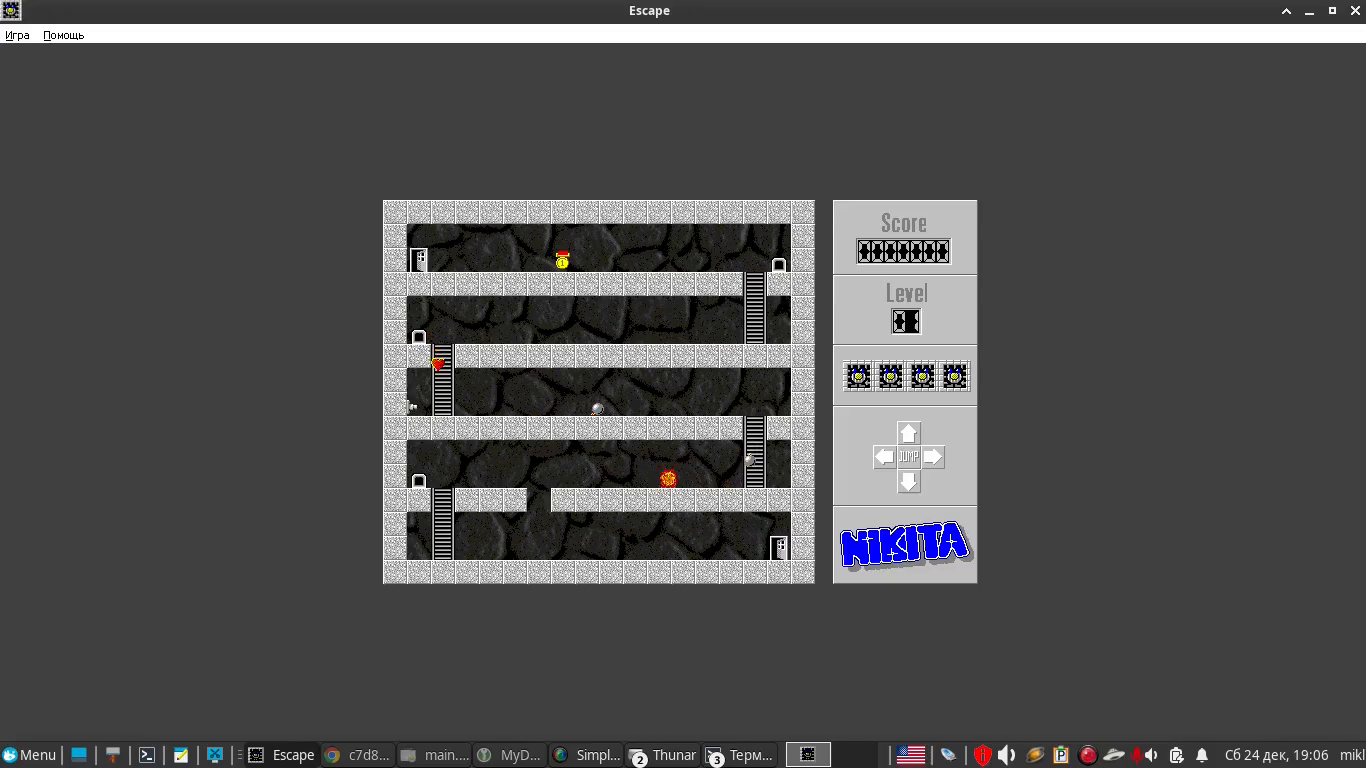 Escape
Игра Помощь
Score
Level
JUMP
NIKITA
Menu Escape c7d8... main.... MyD... Simpl... 2 Thunar 3 Терм... P Сб 24 дек, 19:06 mikl